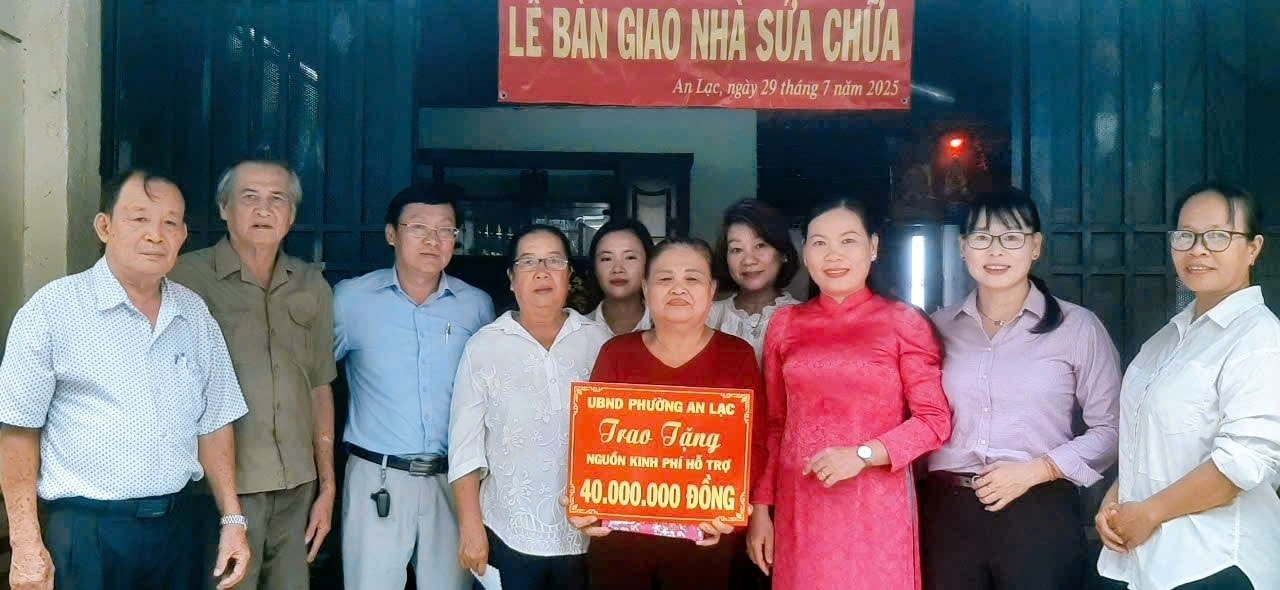 LỄ BÀN GIAO NHÀ SỬA CHỮA
An Lạc, ngày 29 tháng 7 năm 2025
UBND PHƯỜNG AN LẠC
Trao Tặng
NGUỒN KINH PHÍ HỖ TRỢ
40.000.000 ĐỒNG